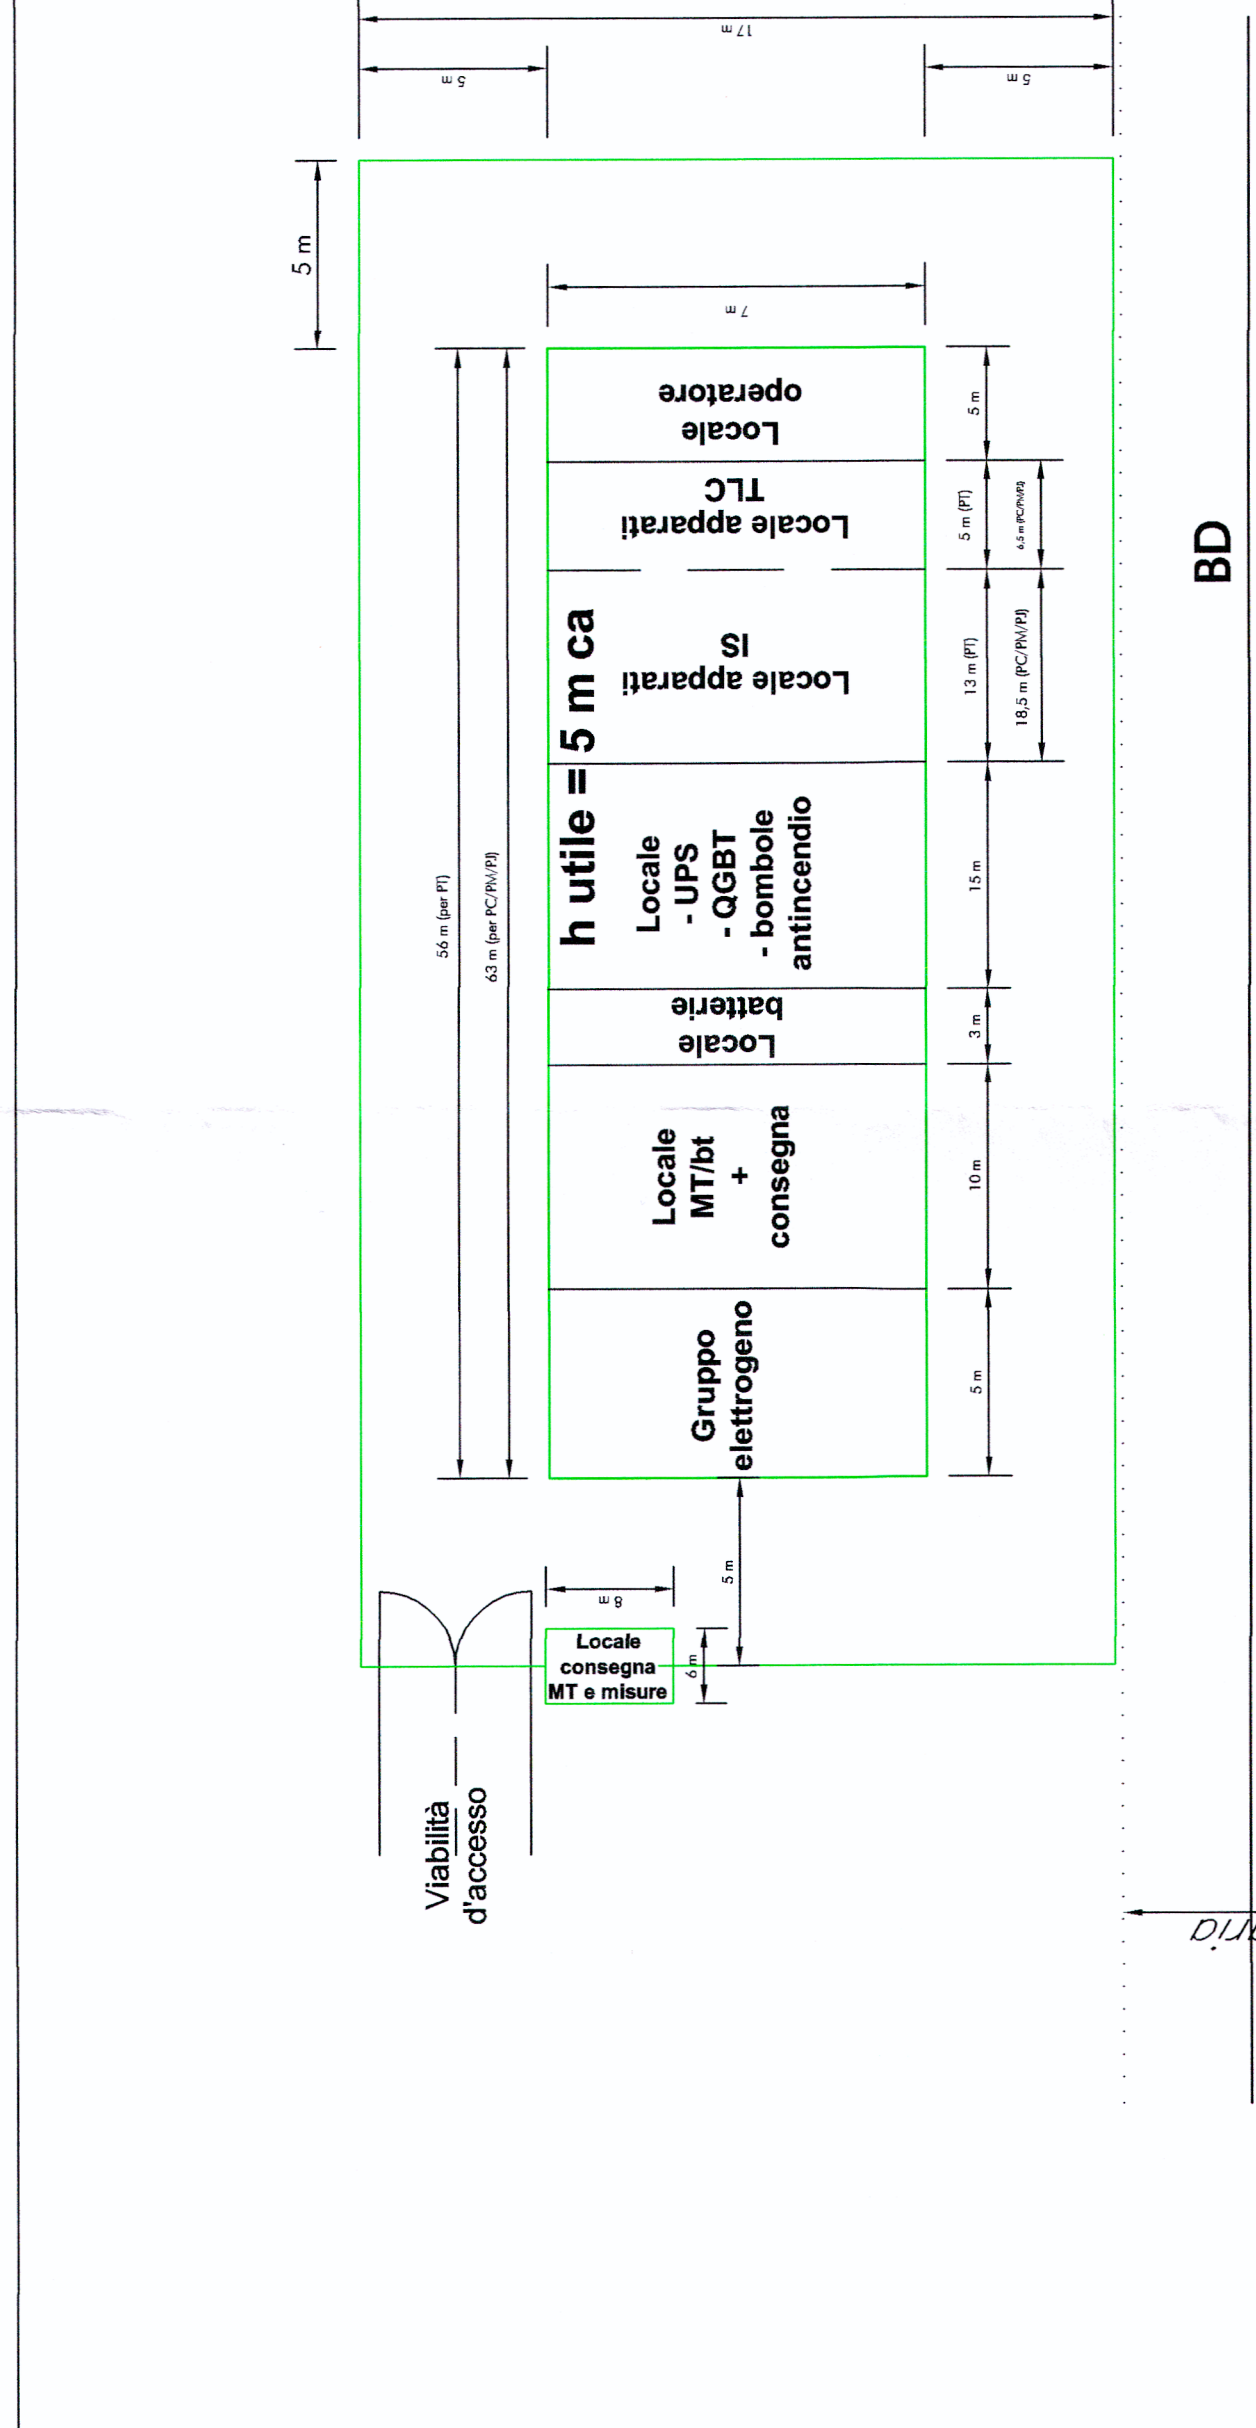 17 m
5 m
5 m
5 m
7 m
56 m (per PT)
63 m (per PC/PM/PJ)
h utile = 5 m ca
Locale
operatore
Locale apparati
TLC
Locale apparati
IS
Locale
- UPS
- QGBT
- bombole
antincendio
Locale
batterie
Locale
MT/bt
+
consegna
Gruppo
elettrogeno
5 m
5 m (PT)
6,5 m (PC/PM/PJ)
13 m (PT)
18,5 m (PC/PM/PJ)
15 m
3 m
10 m
5 m
5 m
8 m
6 m
Locale
consegna
MT e misure
Viabilità
d'accesso
BD